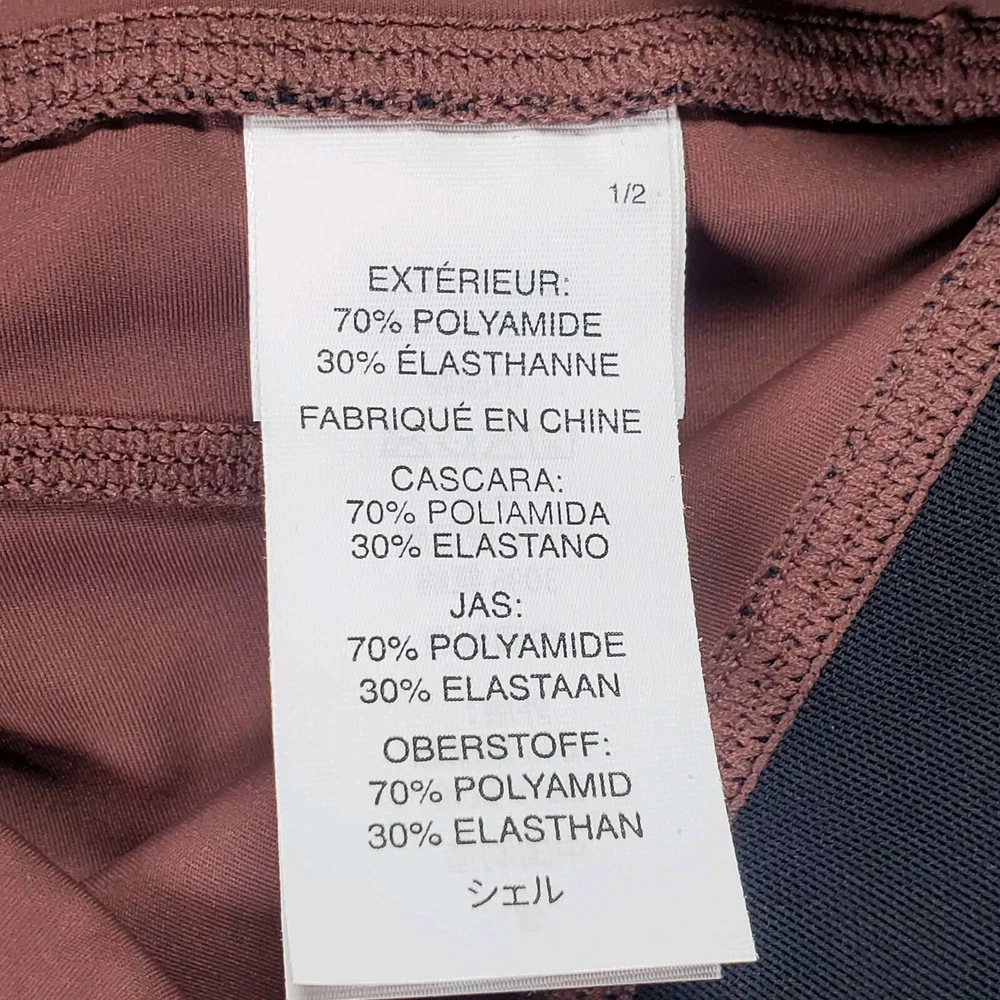 1/2
EXTÉRIEUR:
70% POLYAMIDE
30% ÉLASTHANNE
FABRIQUÉ EN CHINE
CASCARA:
70% POLIAMIDA
30% ELASTANO
JAS:
70% POLYAMIDE
30% ELASTAAN
OBERSTOFF:
70% POLYAMID
30% ELASTHAN
シェル